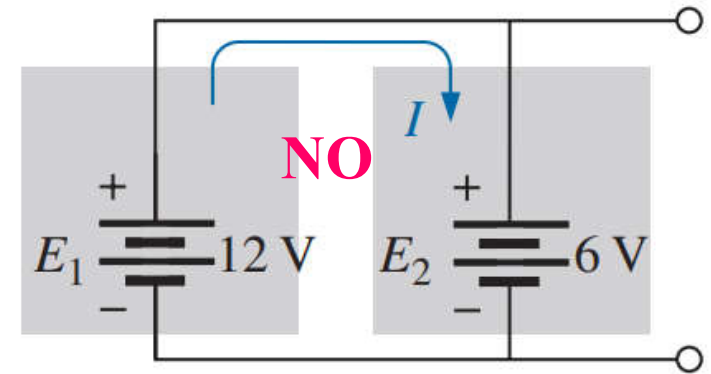 I
NO
+
+
E₁
12 V
E₂
6 V
−
−